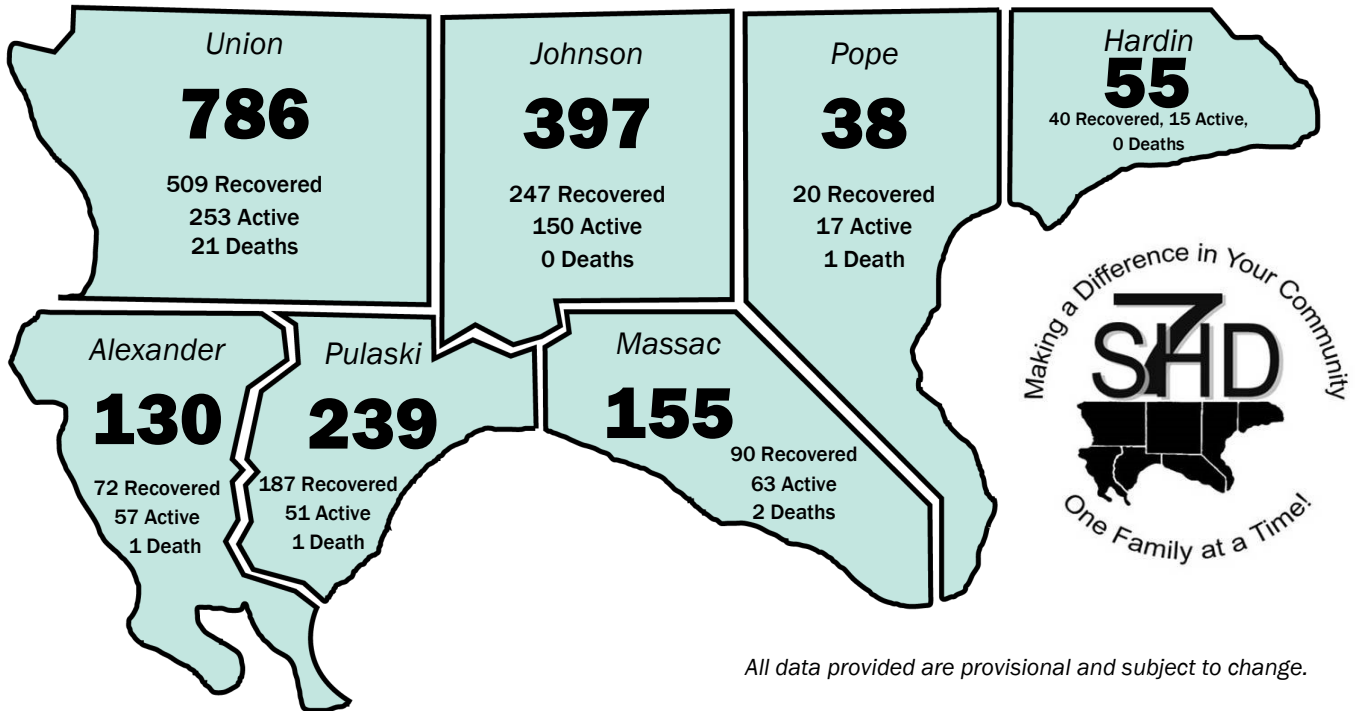 Union
786
509 Recovered
253 Active
21 Deaths
Johnson
397
247 Recovered
150 Active
0 Deaths
Pope
38
20 Recovered
17 Active
1 Death
Hardin
55
40 Recovered, 15 Active,
0 Deaths
Alexander
130
72 Recovered
57 Active
1 Death
Pulaski
239
187 Recovered
51 Active
1 Death
Massac
155
90 Recovered
63 Active
2 Deaths
Making a Difference in Your Community
S7HD
One Family at a Time!
All data provided are provisional and subject to change.